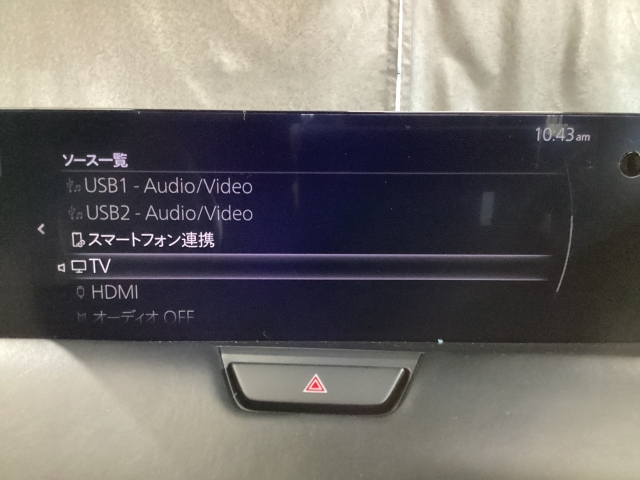 10.43am
ソース一覧
USB1 - Audio/Video
USB2 - Audio/Video
スマートフォン連携
TV
HDMI
オーディオ OFF